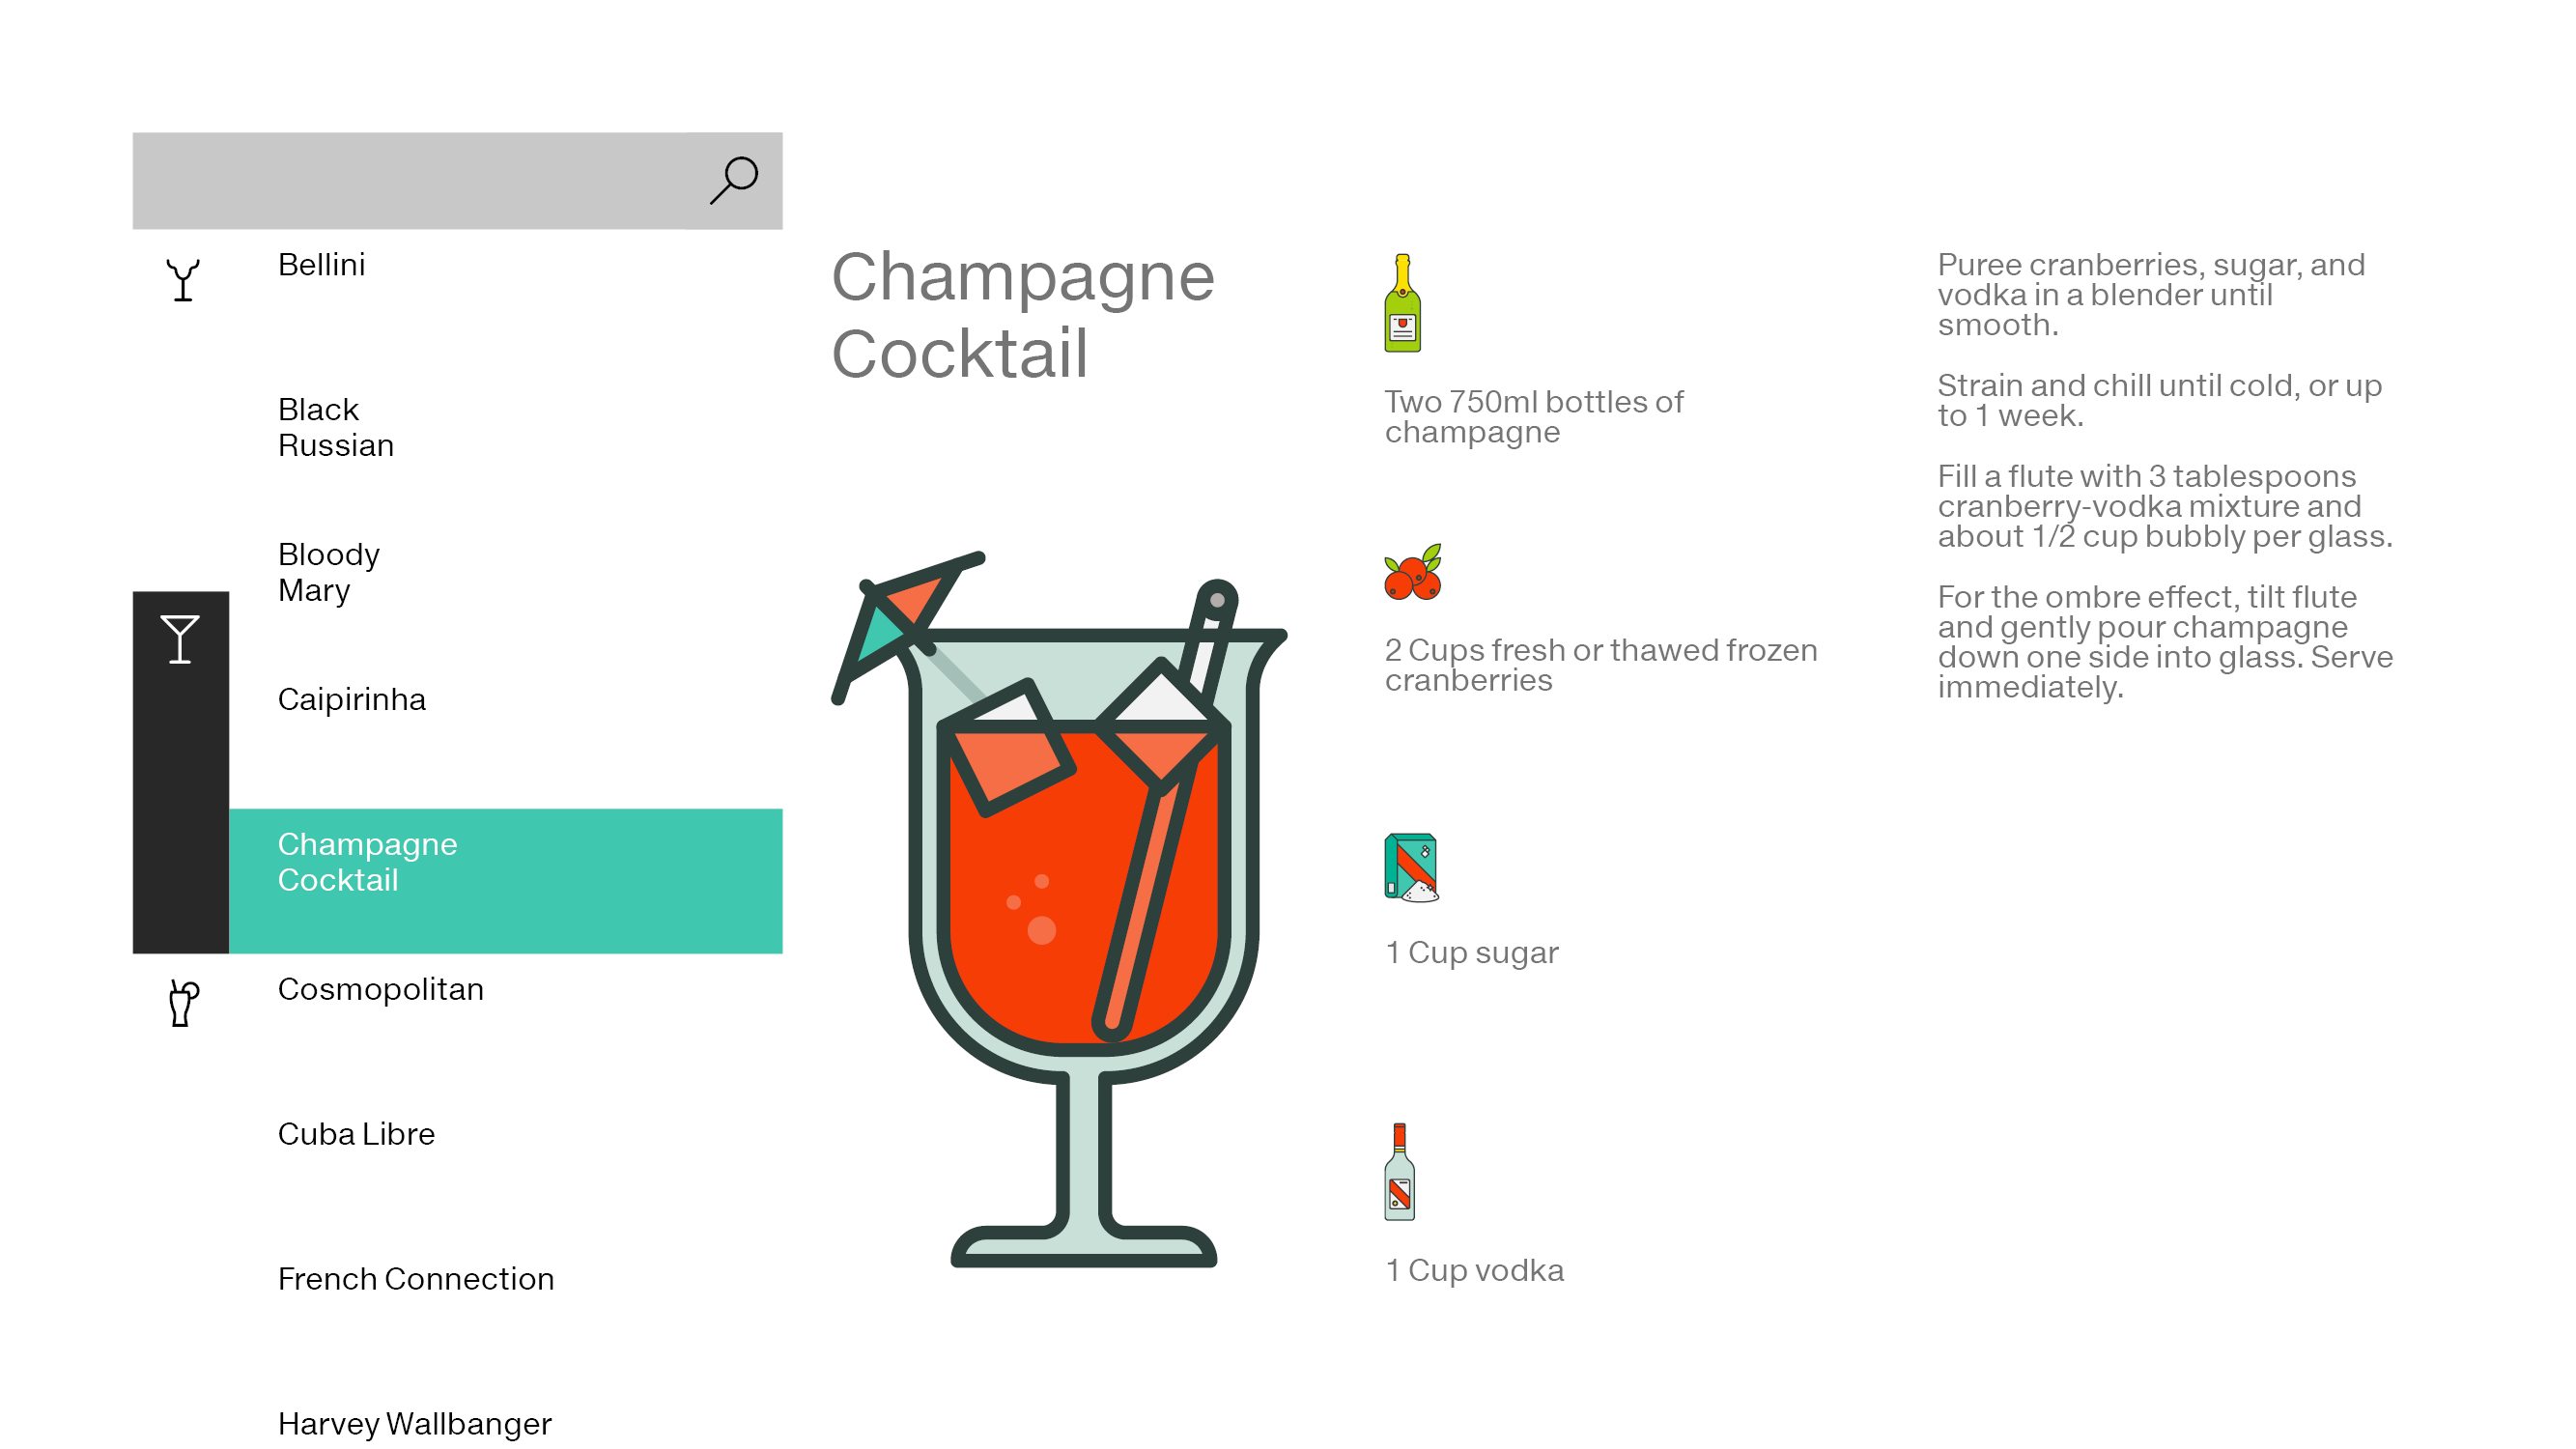 Bellini
Black
Russian
Bloody
Mary
Caipirinha
Champagne
Cocktail
Cosmopolitan
Cuba Libre
French Connection
Harvey Wallbanger
Champagne
Cocktail
Two 750ml bottles of
champagne
2 Cups fresh or thawed frozen
cranberries
1 Cup sugar
1 Cup vodka
Puree cranberries, sugar, and
vodka in a blender until
smooth.
Strain and chill until cold, or up
to 1 week.
Fill a flute with 3 tablespoons
cranberry-vodka mixture and
about 1/2 cup bubbly per glass.
For the ombre effect, tilt flute
and gently pour champagne
down one side into glass. Serve
immediately.